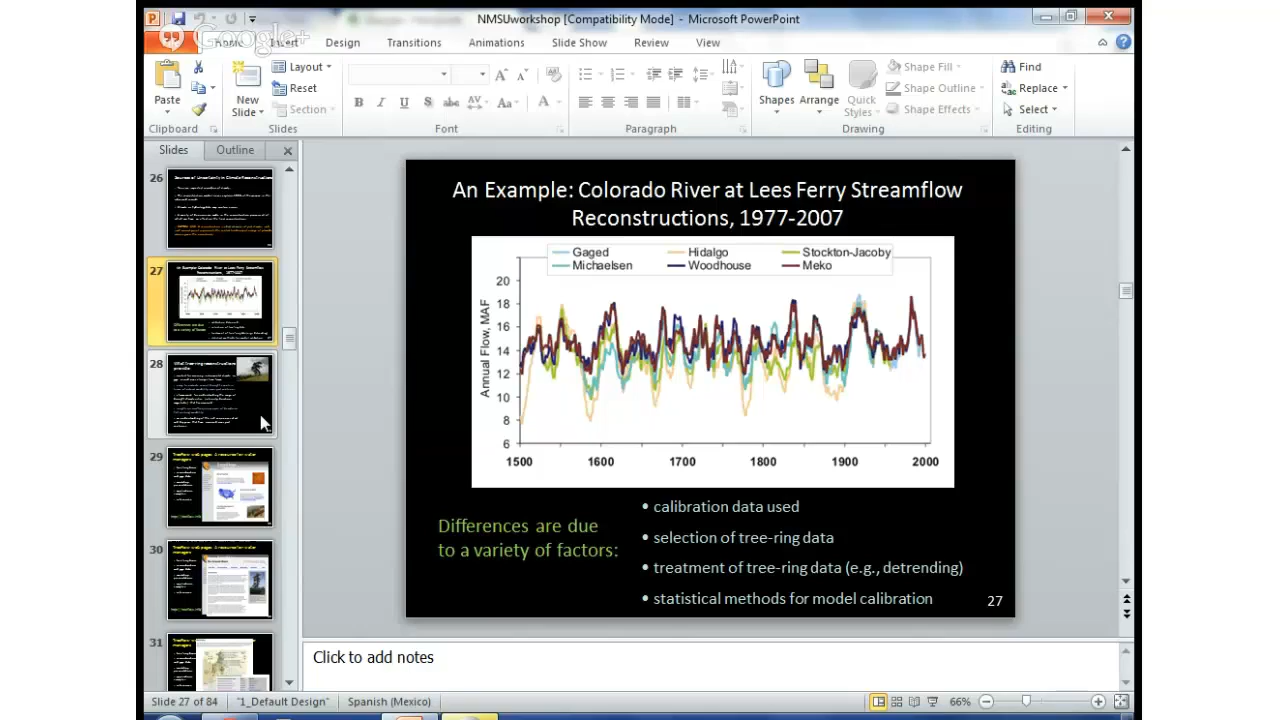 NMSUworkshop [Compatibility Mode] - Microsoft PowerPoint
Google+
Home Insert Design Transitions Animations Slide Show Review View
Paste
Clipboard
New Slide
Layout
Reset
Section
Slides
B I U S abc AV Aa A
Font
Paragraph
Shapes
Arrange
Quick Styles
Shape Fill
Shape Outline
Shape Effects
Drawing
Find
Replace
Select
Editing
Slides Outline
26
27
28
29
30
31
An Example: Colorado River at Lees Ferry Streamflow
Reconstructions, 1977-2007
Gaged Hidalgo Stockton-Jacoby
Michaelsen Woodhouse Meko
Annual Flow, MAF
20
18
16
14
12
10
8
6
1500 1600 1700 1800 1900 2000
Differences are due
to a variety of factors:
• calibration data used
• selection of tree-ring data
• treatment of tree-ring data (e.g., detrending)
• statistical methods for model calibration
27
Click to add notes
Slide 27 of 84 "1_Default Design" Spanish (Mexico) 66%